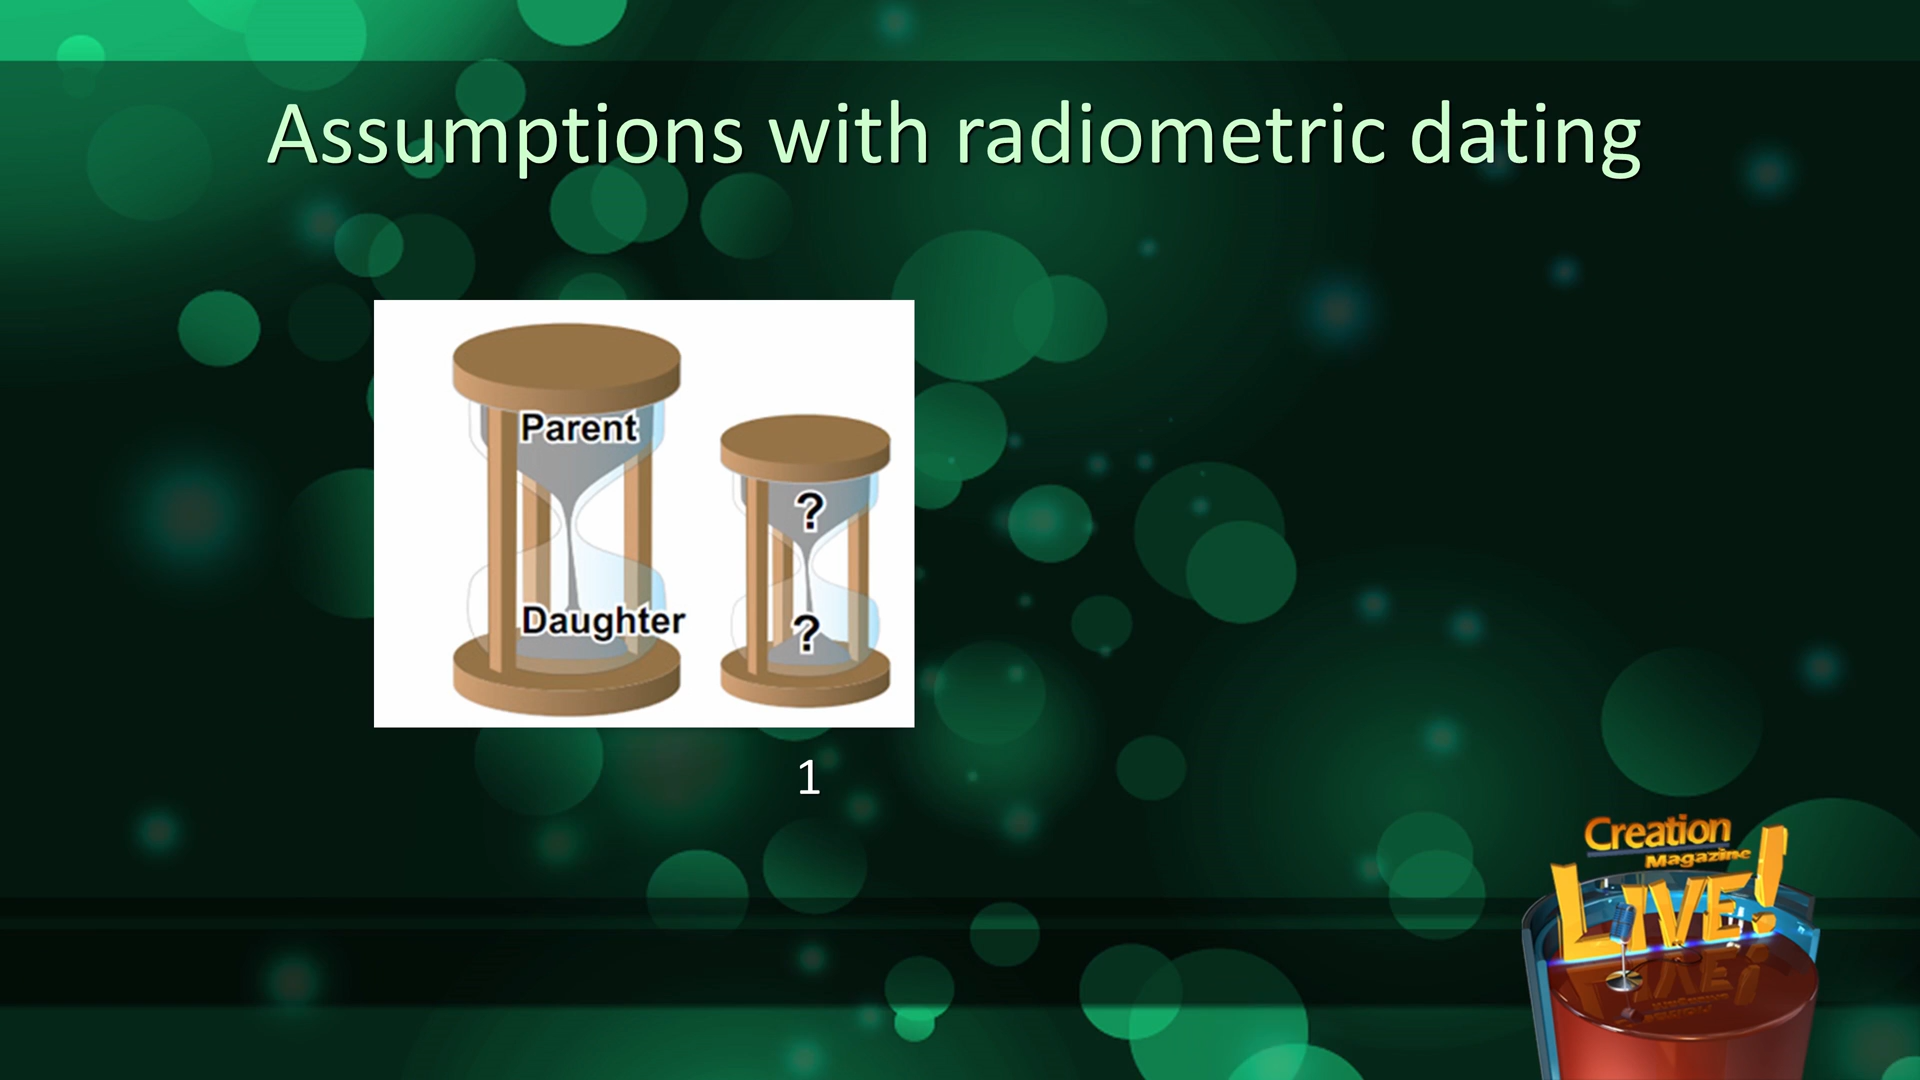 Assumptions with radiometric dating
Parent
?
Daughter
?
1
Creation
Magazine
LIVE!